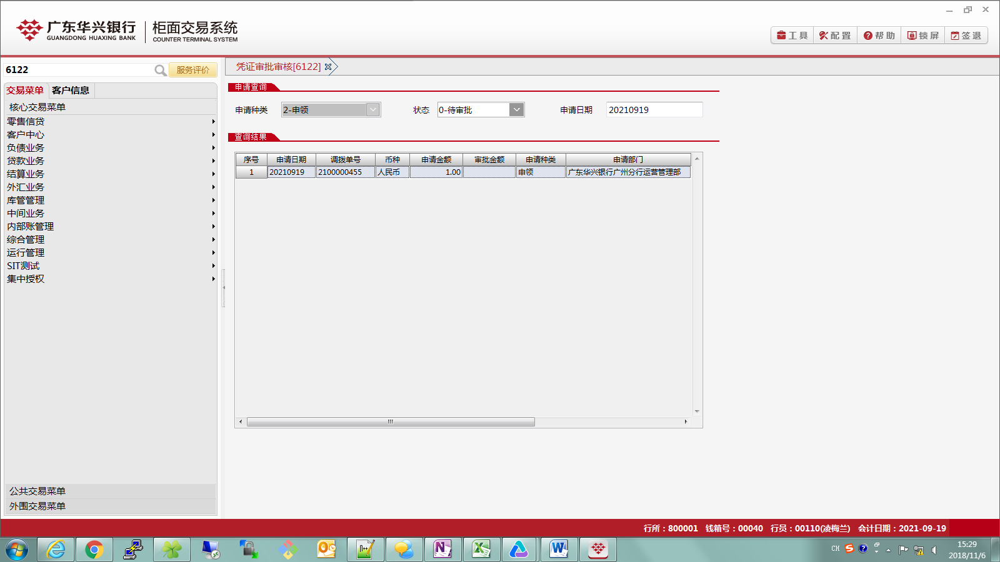 广东华兴银行 柜面交易系统
GUANGDONG HUAXING BANK COUNTER TERMINAL SYSTEM
工具 配置 帮助 锁屏 签退
6122 服务评价
凭证审批审核[6122]
交易菜单 客户信息
核心交易菜单
零售信贷
客户中心
负债业务
贷款业务
结算业务
外汇业务
库管管理
中间业务
内部账管理
综合管理
运行管理
SIT测试
集中授权
公共交易菜单
外围交易菜单
申请查询
申请种类 2-申领 状态 0-待审批 申请日期 20210919
查询结果
序号 申请日期 调拨单号 币种 申请金额 审批金额 申请种类 申请部门
1 20210919 2100000455 人民币 1.00 申领 广东华兴银行广州分行运营管理部
行所：800001 钱箱号：00040 行员：00110(凌梅兰) 会计日期：2021-09-19
CH
15:29
2018/11/6